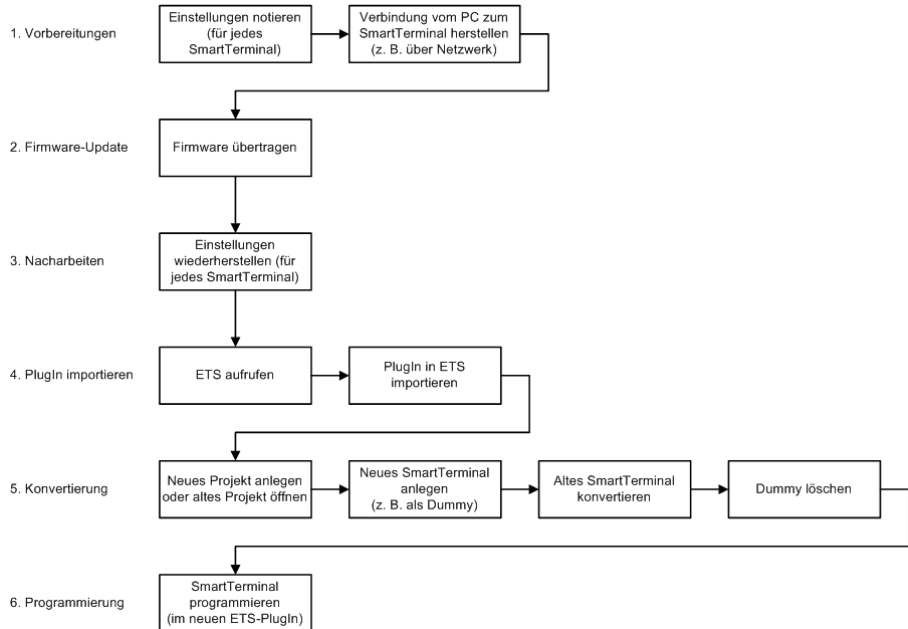 1. Vorbereitungen
Einstellungen notieren
(für jedes
SmartTerminal)
Verbindung vom PC zum
SmartTerminal herstellen
(z. B. über Netzwerk)
2. Firmware-Update
Firmware übertragen
3. Nacharbeiten
Einstellungen
wiederherstellen (für
jedes SmartTerminal)
4. PlugIn importieren
ETS aufrufen
PlugIn in ETS
importieren
5. Konvertierung
Neues Projekt anlegen
oder altes Projekt öffnen
Neues SmartTerminal
anlegen
(z. B. als Dummy)
Altes SmartTerminal
konvertieren
Dummy löschen
6. Programmierung
SmartTerminal
programmieren
(im neuen ETS-PlugIn)